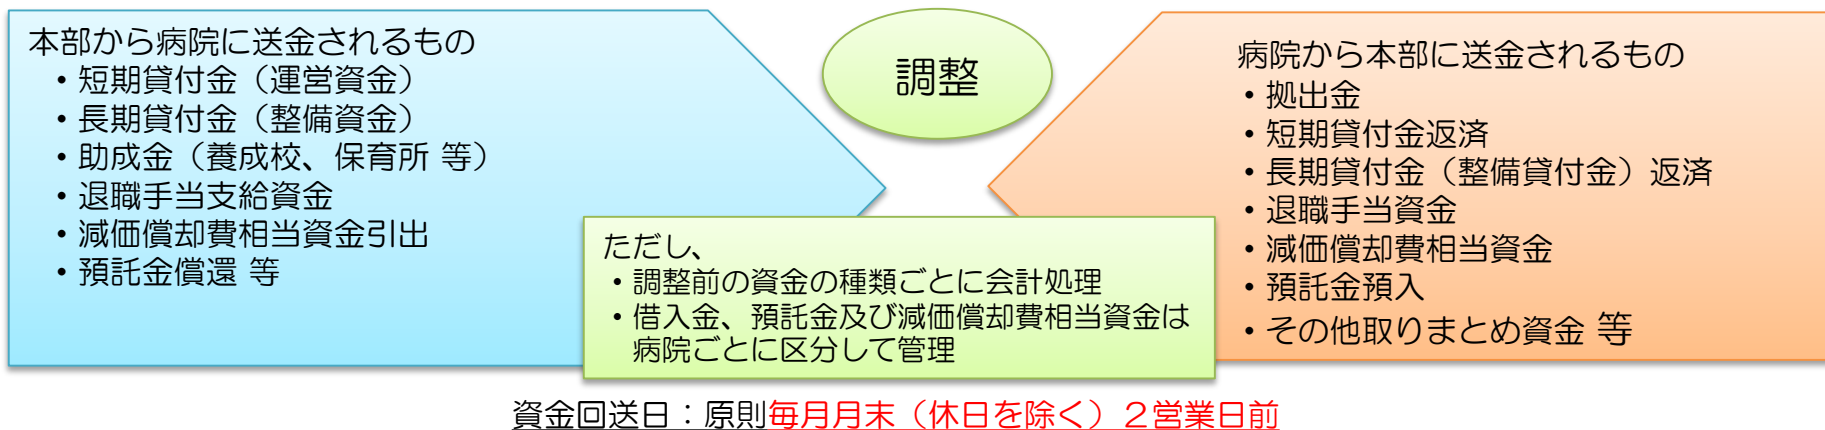 本部から病院に送金されるもの
・短期貸付金（運営資金）
・長期貸付金（整備資金）
・助成金（養成校、保育所 等）
・退職手当支給資金
・減価償却費相当資金引出
・預託金償還 等
調整
病院から本部に送金されるもの
・拠出金
・短期貸付金返済
・長期貸付金（整備貸付金）返済
・退職手当資金
・減価償却費相当資金
・預託金預入
・その他取りまとめ資金 等
ただし、
・調整前の資金の種類ごとに会計処理
・借入金、預託金及び減価償却費相当資金は
病院ごとに区分して管理
資金回送日：原則毎月月末（休日を除く）２営業日前